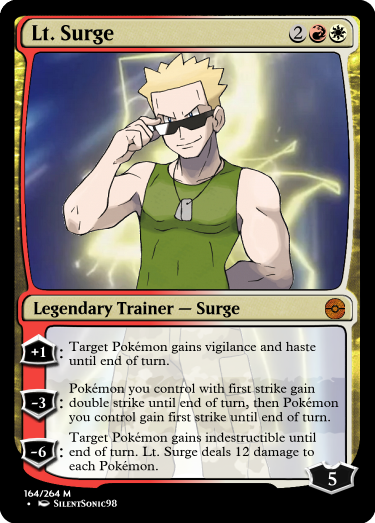 Lt. Surge 2
Legendary Trainer — Surge
+1 : Target Pokémon gains vigilance and haste
until end of turn.
-3 : Pokémon you control with first strike gain
double strike until end of turn, then Pokémon
you control gain first strike until end of turn.
-6 : Target Pokémon gains indestructible until
end of turn. Lt. Surge deals 12 damage to
each Pokémon.
5
164/264 M
• SilentSonic98